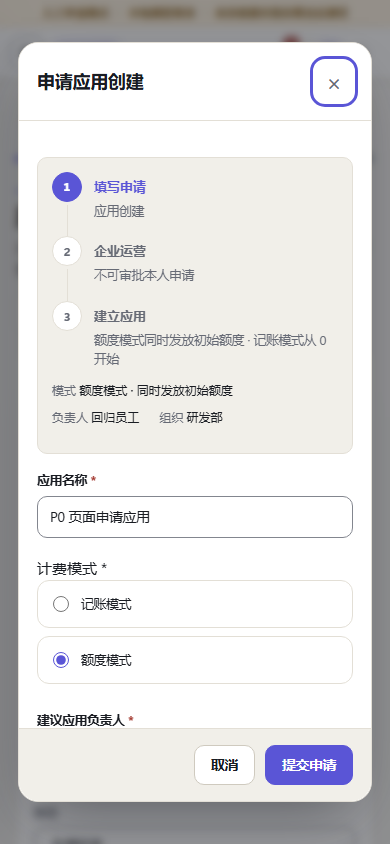 申请应用创建
×
1 填写申请
应用创建
2 企业运营
不可审批本人申请
3 建立应用
额度模式同时发放初始额度 · 记账模式从 0
开始
模式 额度模式 · 同时发放初始额度
负责人 回归员工 组织 研发部
应用名称 *
P0 页面申请应用
计费模式 *
记账模式
额度模式
建议应用负责人 *
取消 提交申请